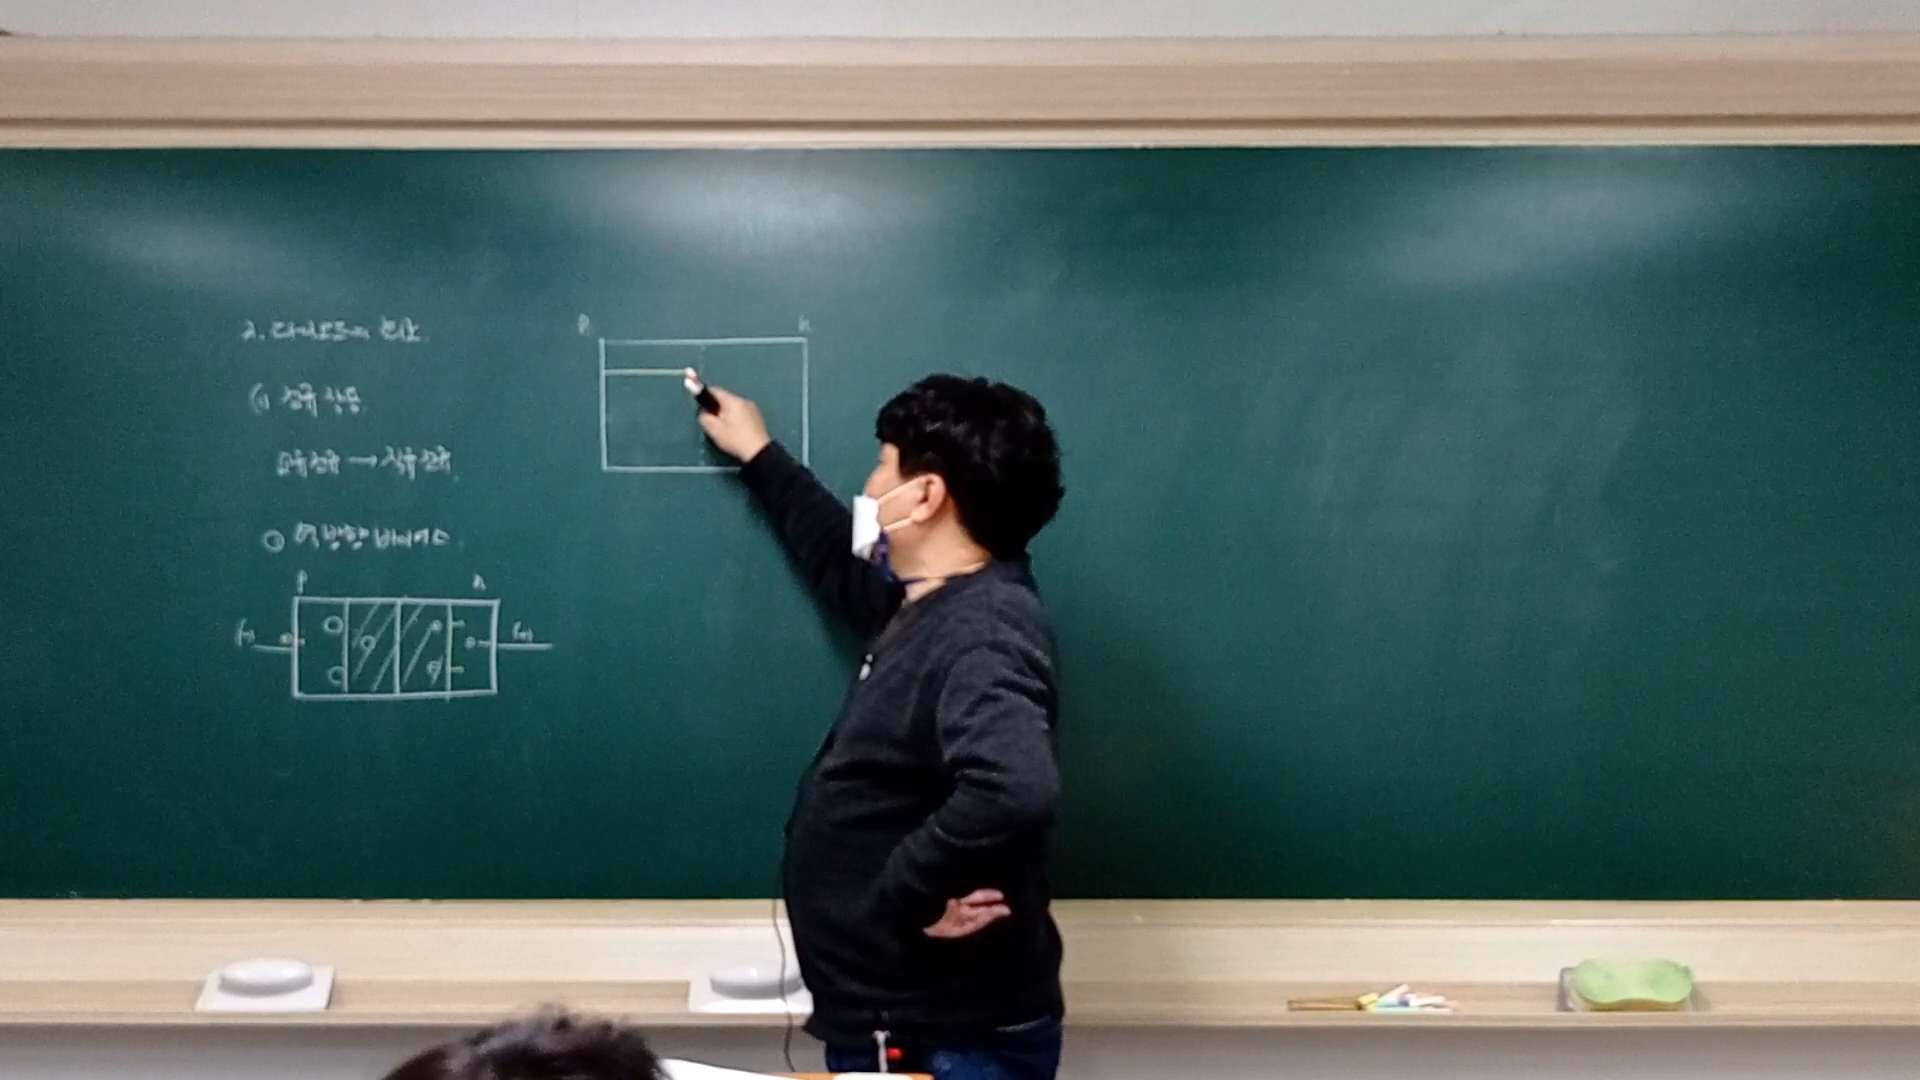 2. 다이오드의 원리
(1) 정류 작용
교류전류 → 직류전류.
○ 역방향 바이어스.
P n
(-) (+)
P n